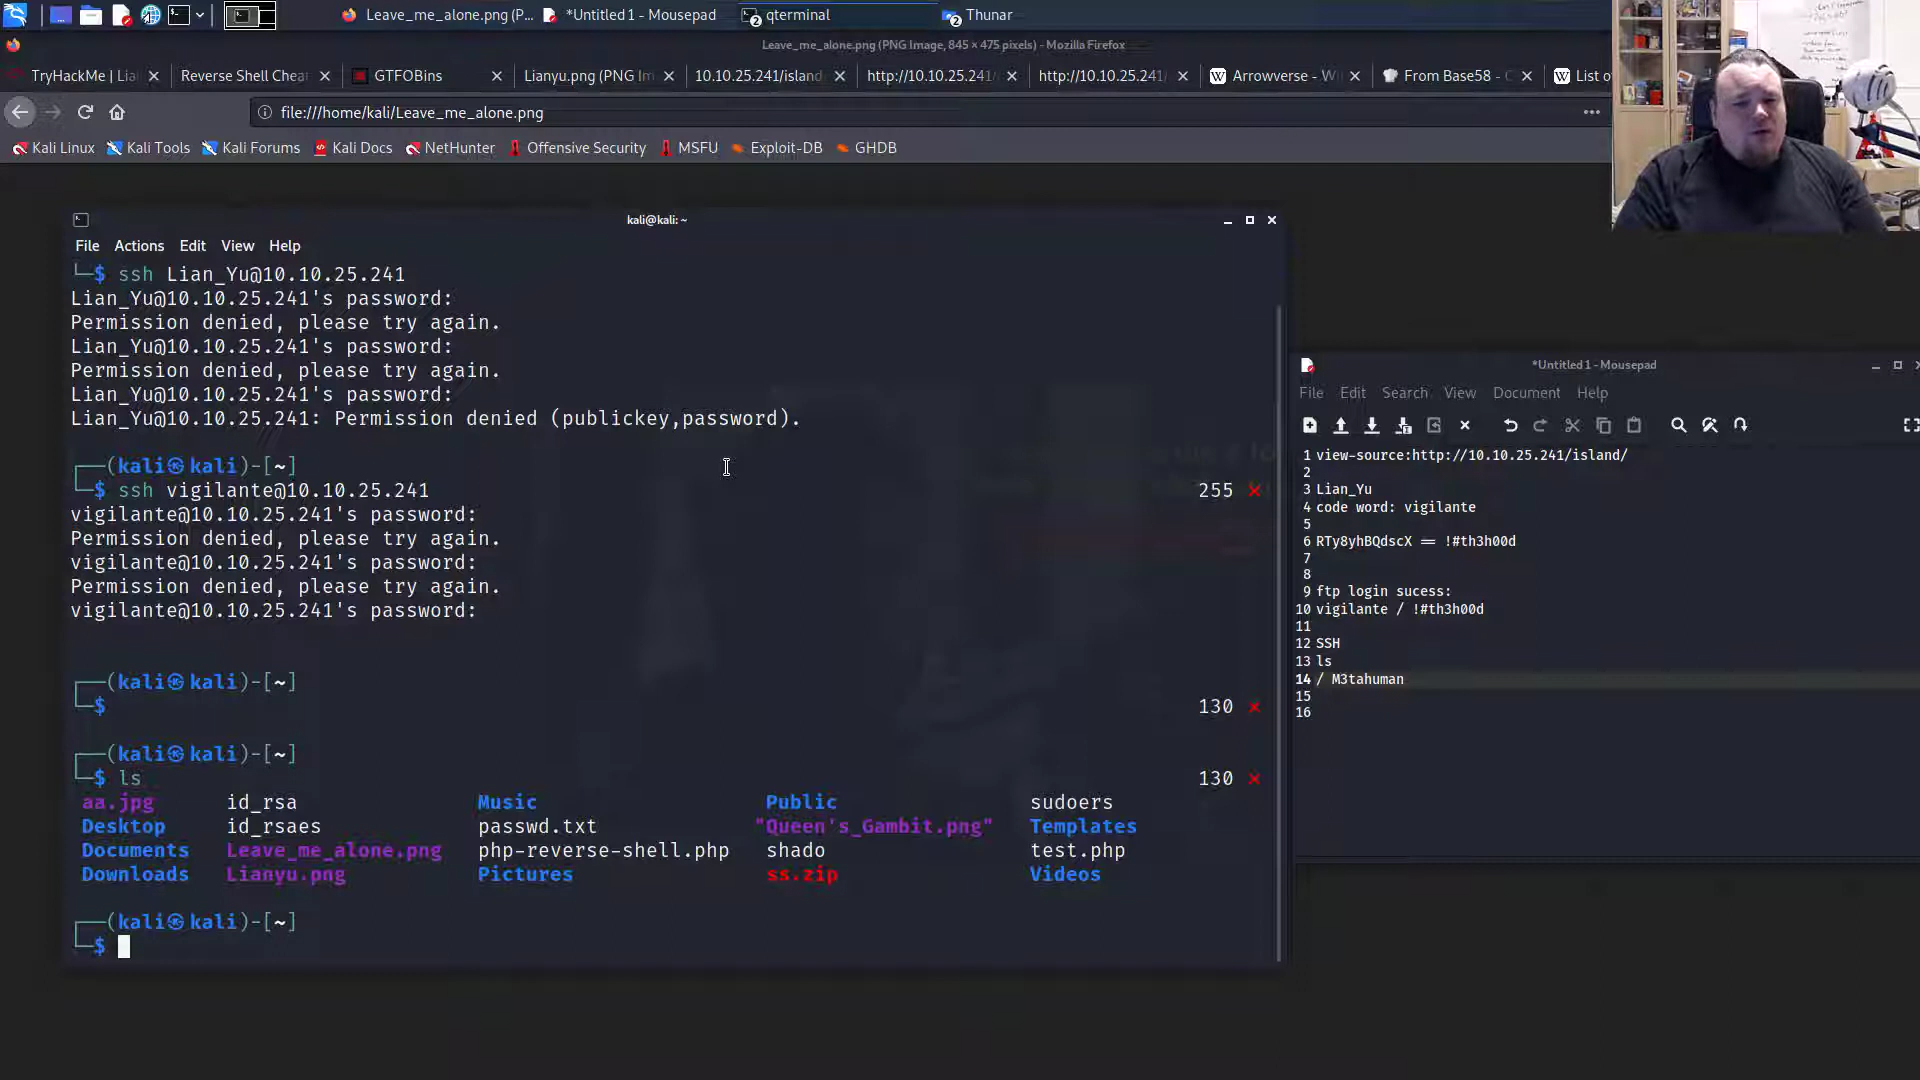 Leave_me_alone.png (P... *Untitled 1 - Mousepad qterminal Thunar
Leave_me_alone.png (PNG Image, 845 × 475 pixels) - Mozilla Firefox
TryHackMe | Lia Reverse Shell Chea GTFOBins Lianyu.png (PNG Im 10.10.25.241/island http://10.10.25.241/ http://10.10.25.241/ Arrowverse - Wi From Base58 - C List o
file:///home/kali/Leave_me_alone.png
Kali Linux Kali Tools Kali Forums Kali Docs NetHunter Offensive Security MSFU Exploit-DB GHDB
kali@kali: ~
File Actions Edit View Help
└─$ ssh Lian_Yu@10.10.25.241
Lian_Yu@10.10.25.241's password:
Permission denied, please try again.
Lian_Yu@10.10.25.241's password:
Permission denied, please try again.
Lian_Yu@10.10.25.241's password:
Lian_Yu@10.10.25.241: Permission denied (publickey,password).
┌──(kali㉿kali)-[~]
└─$ ssh vigilante@10.10.25.241 255 ⨯
vigilante@10.10.25.241's password:
Permission denied, please try again.
vigilante@10.10.25.241's password:
Permission denied, please try again.
vigilante@10.10.25.241's password:
┌──(kali㉿kali)-[~]
└─$ 130 ⨯
┌──(kali㉿kali)-[~]
└─$ ls 130 ⨯
aa.jpg id_rsa Music Public sudoers
Desktop id_rsaes passwd.txt "Queen's_Gambit.png" Templates
Documents Leave_me_alone.png php-reverse-shell.php shado test.php
Downloads Lianyu.png Pictures ss.zip Videos
┌──(kali㉿kali)-[~]
└─$
*Untitled 1 - Mousepad
File Edit Search View Document Help
1 view-source:http://10.10.25.241/island/
2
3 Lian_Yu
4 code word: vigilante
5
6 RTy8yhBQdscX == !#th3h00d
7
8
9 ftp login sucess:
10 vigilante / !#th3h00d
11
12 SSH
13 ls
14 / M3tahuman
15
16